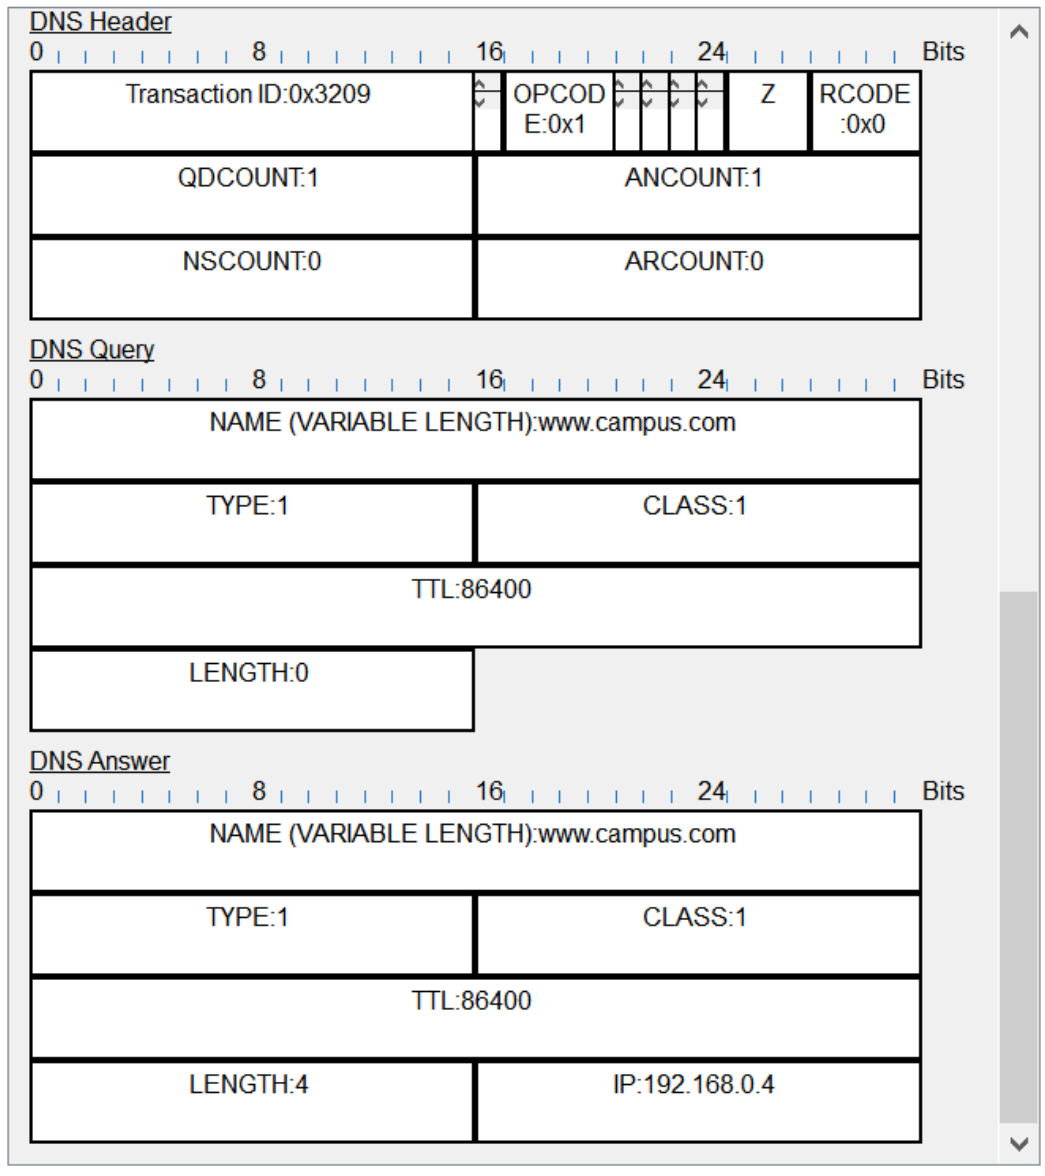 DNS Header
0 8 16 24 Bits
Transaction ID:0x3209 OPCOD Z RCODE
E:0x1 :0x0
QDCOUNT:1 ANCOUNT:1
NSCOUNT:0 ARCOUNT:0
DNS Query
0 8 16 24 Bits
NAME (VARIABLE LENGTH):www.campus.com
TYPE:1 CLASS:1
TTL:86400
LENGTH:0
DNS Answer
0 8 16 24 Bits
NAME (VARIABLE LENGTH):www.campus.com
TYPE:1 CLASS:1
TTL:86400
LENGTH:4 IP:192.168.0.4